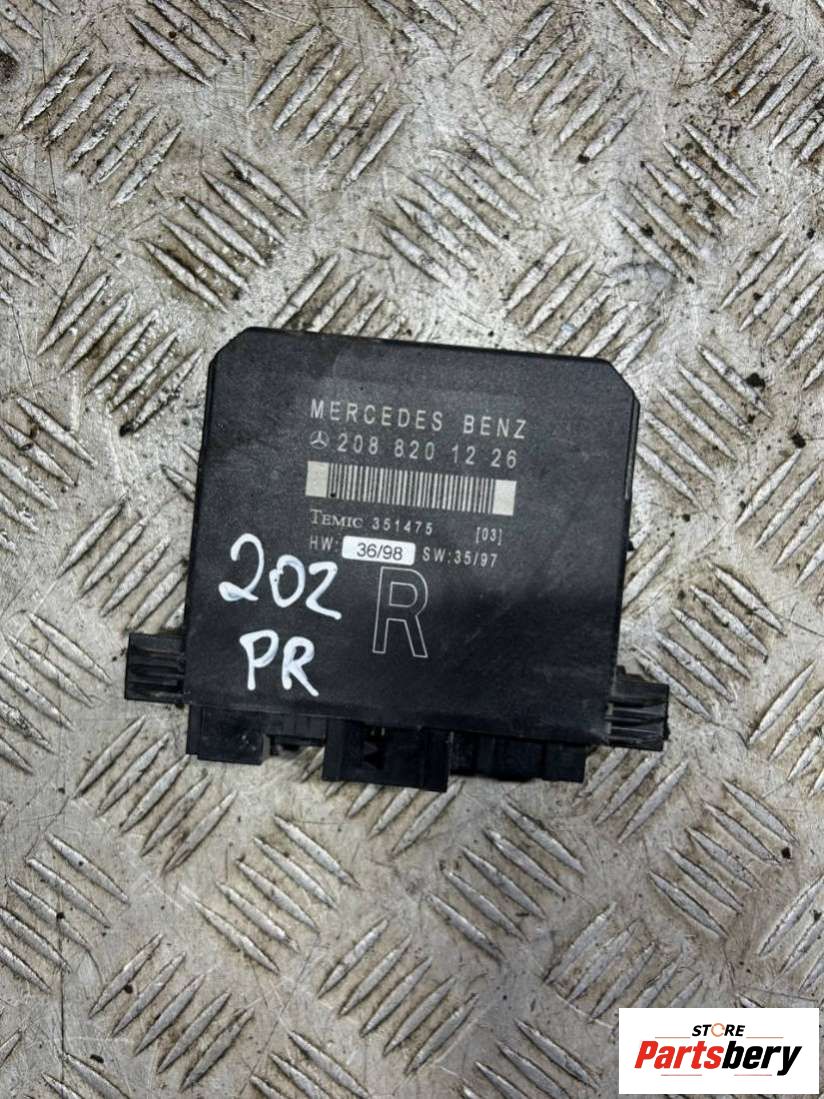 MERCEDES BENZ
208 820 12 26
TEMIC 351475 [03]
HW: 36/98 SW:35/97
R
202
PR
STORE
Partsbery